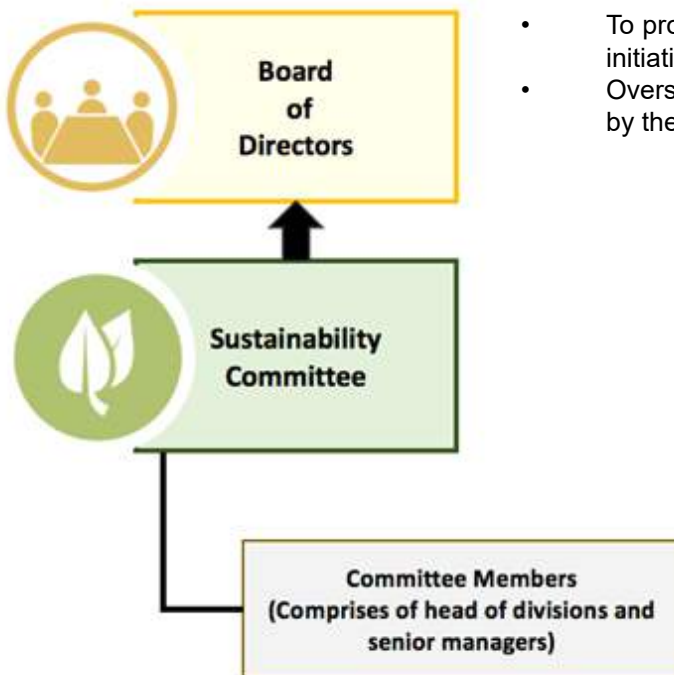 Board
of
Directors
• To
initiati
• Overs
by the
Sustainability
Committee
Committee Members
(Comprises of head of divisions and
senior managers)